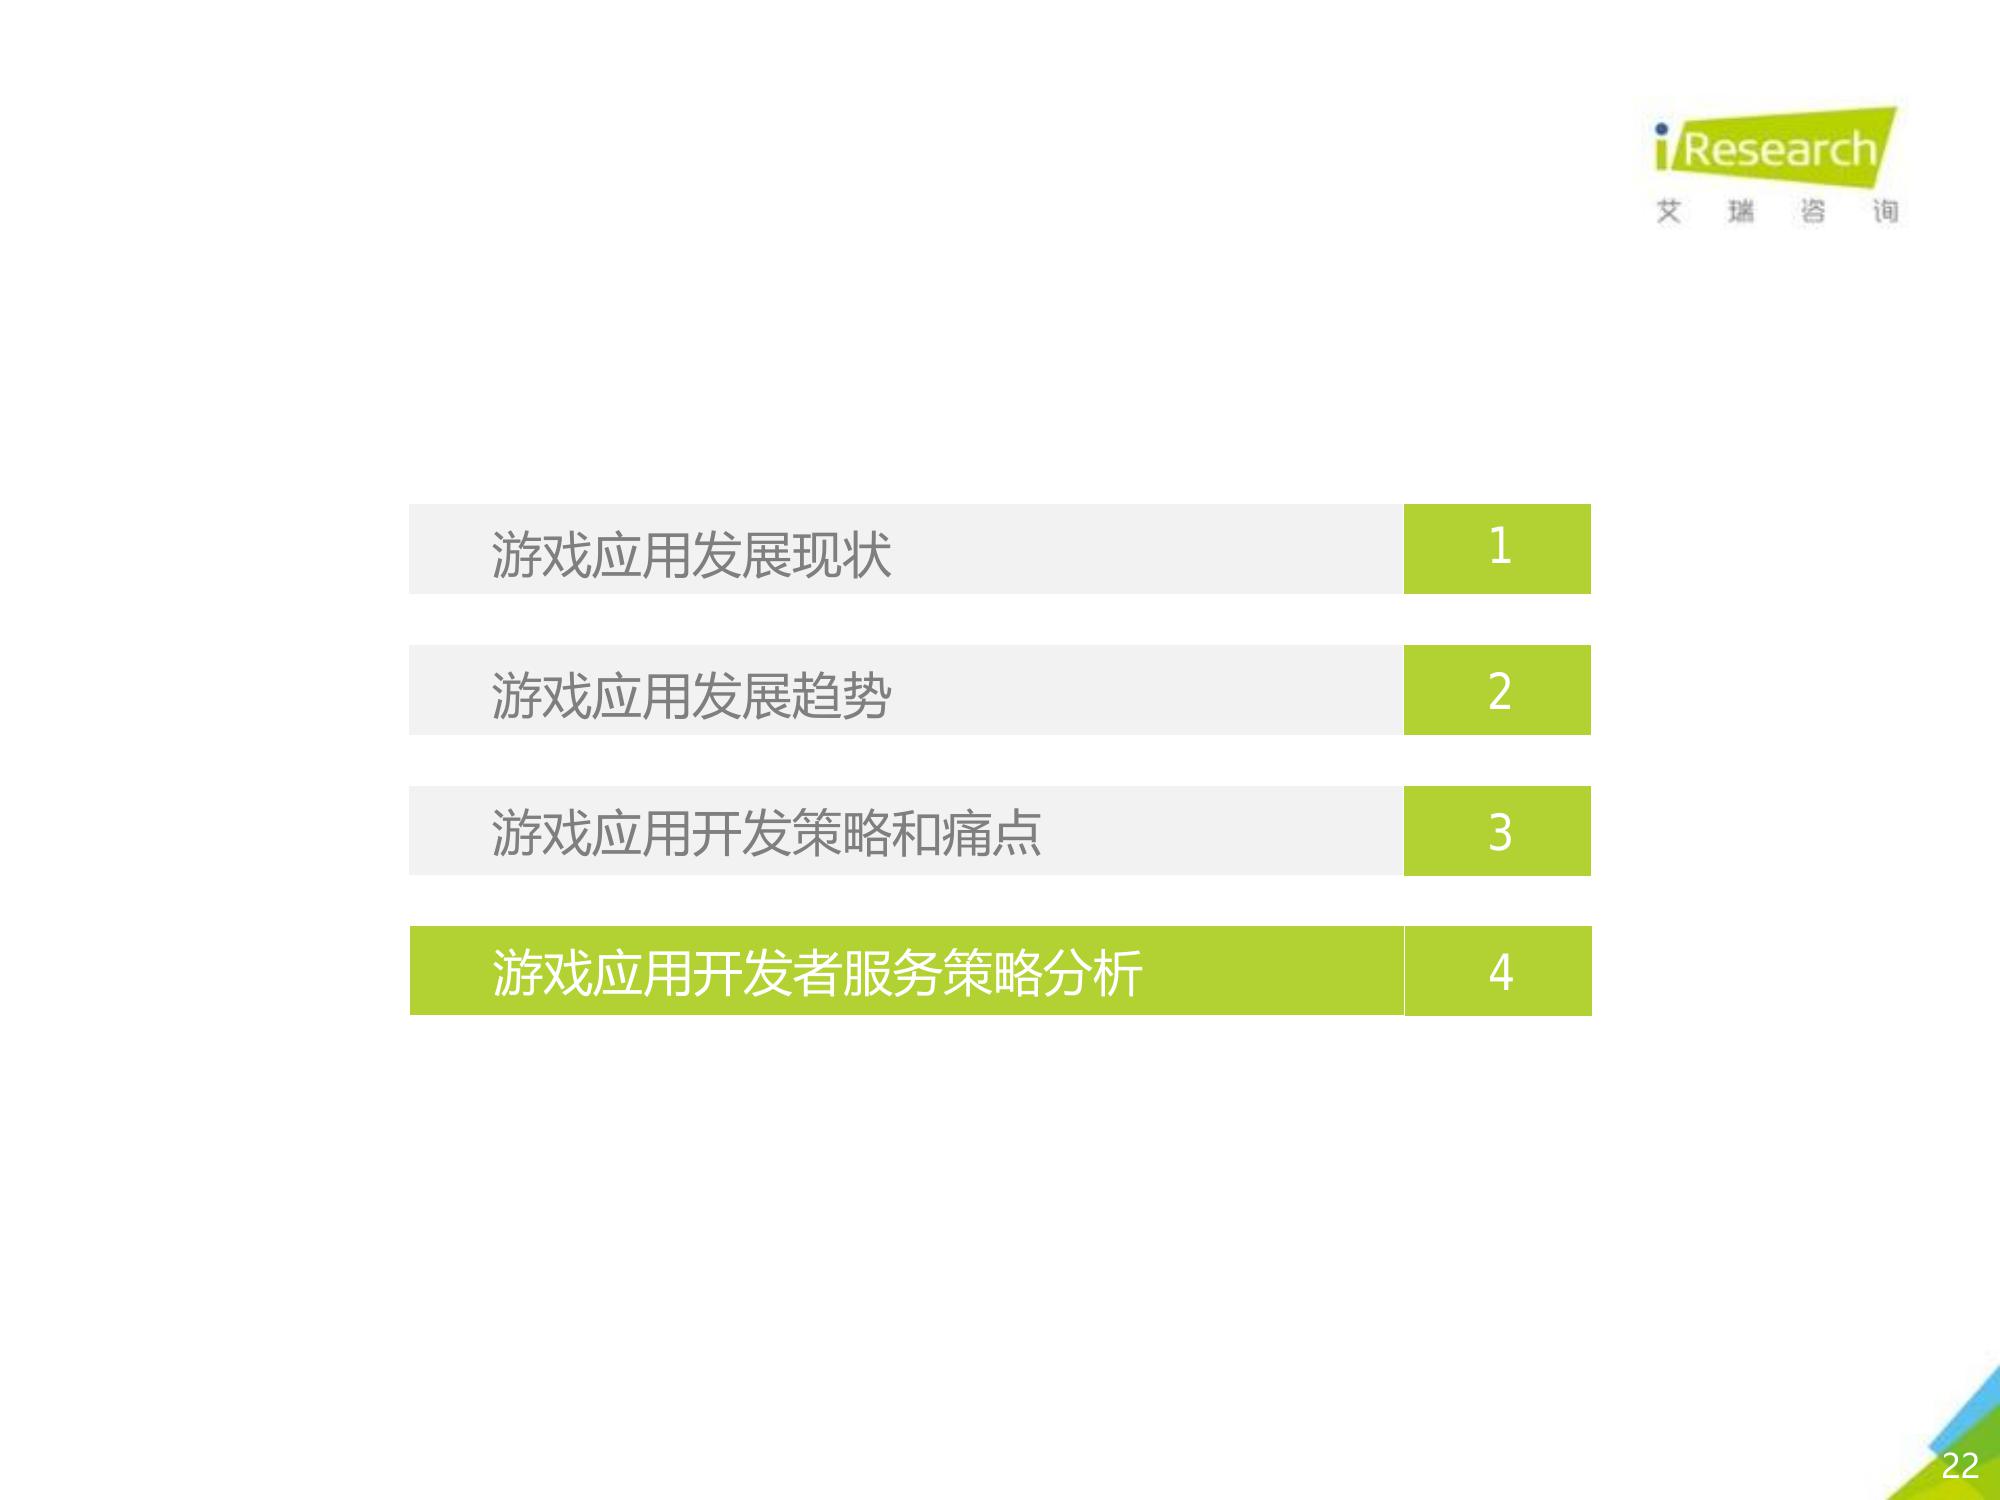 iResearch
艾瑞咨询
游戏应用发展现状 1
游戏应用发展趋势 2
游戏应用开发策略和痛点 3
游戏应用开发者服务策略分析 4
22